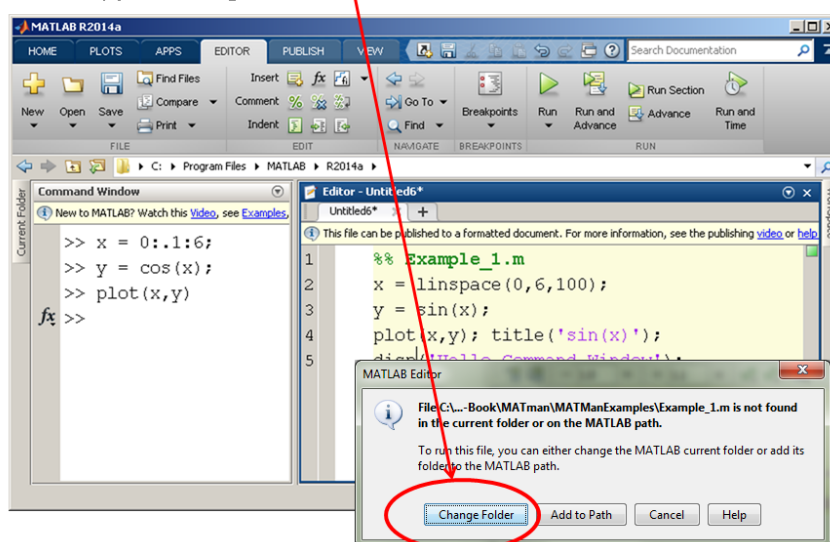 MATLAB R2014a
HOME PLOTS APPS EDITOR PUBLISH VIEW Search Documentation
New Open Save Find Files Compare Print Insert Comment Indent fx Go To Find Breakpoints Run Run and Advance Run Section Advance Run and Time
FILE EDIT NAVIGATE BREAKPOINTS RUN
C: Program Files MATLAB R2014a
Current Folder
Command Window
New to MATLAB? Watch this Video, see Examples,
>> x = 0:.1:6;
>> y = cos(x);
>> plot(x,y)
fx >>
Editor - Untitled6*
Untitled6* × +
This file can be published to a formatted document. For more information, see the publishing video or help
1 %% Example_1.m
2 x = linspace(0,6,100);
3 y = sin(x);
4 plot(x,y); title('sin(x)');
5 disp('Hello Command Window');
MATLAB Editor
File C:\...-Book\MATman\MATManExamples\Example_1.m is not found
in the current folder or on the MATLAB path.
To run this file, you can either change the MATLAB current folder or add its
folder to the MATLAB path.
Change Folder Add to Path Cancel Help